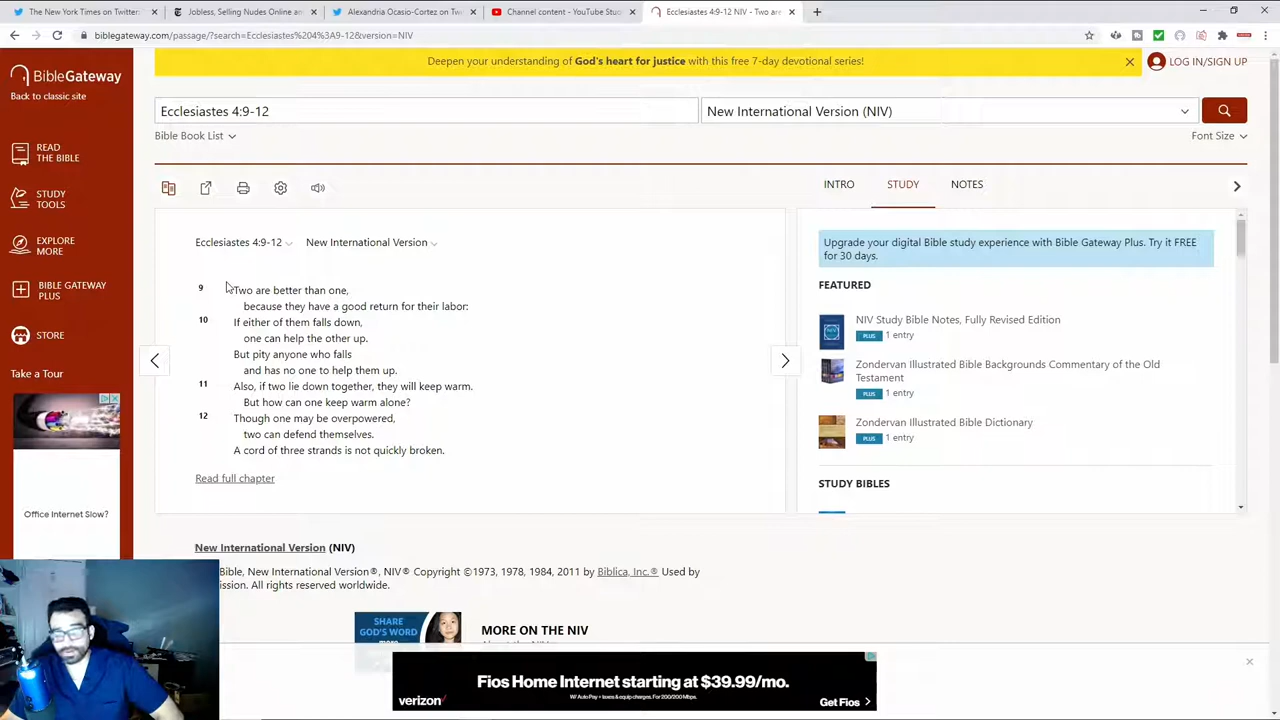 The New York Times on Twitter:
Jobless, Selling Nudes Online an
Alexandria Ocasio-Cortez on Tw
Channel content - YouTube Stud
Ecclesiastes 4:9-12 NIV - Two are
biblegateway.com/passage/?search=Ecclesiastes%204%3A9-12&version=NIV
Deepen your understanding of God's heart for justice with this free 7-day devotional series!
LOG IN/SIGN UP
BibleGateway
Back to classic site
Ecclesiastes 4:9-12
New International Version (NIV)
Bible Book List
Font Size
READ
THE BIBLE
STUDY
TOOLS
EXPLORE
MORE
BIBLE GATEWAY
PLUS
STORE
Take a Tour
Office Internet Slow?
INTRO
STUDY
NOTES
Ecclesiastes 4:9-12
New International Version
9 Two are better than one,
because they have a good return for their labor:
10 If either of them falls down,
one can help the other up.
But pity anyone who falls
and has no one to help them up.
11 Also, if two lie down together, they will keep warm.
But how can one keep warm alone?
12 Though one may be overpowered,
two can defend themselves.
A cord of three strands is not quickly broken.
Read full chapter
Upgrade your digital Bible study experience with Bible Gateway Plus. Try it FREE
for 30 days.
FEATURED
NIV Study Bible Notes, Fully Revised Edition
PLUS 1 entry
Zondervan Illustrated Bible Backgrounds Commentary of the Old
Testament
PLUS 1 entry
Zondervan Illustrated Bible Dictionary
PLUS 1 entry
STUDY BIBLES
New International Version (NIV)
Bible, New International Version®, NIV® Copyright ©1973, 1978, 1984, 2011 by Biblica, Inc.® Used by
ission. All rights reserved worldwide.
SHARE
GOD'S WORD
MORE ON THE NIV
Fios Home Internet starting at $39.99/mo.
W/ Auto Pay + taxes & equip charges. For 200/200 Mbps.
verizon
Get Fios